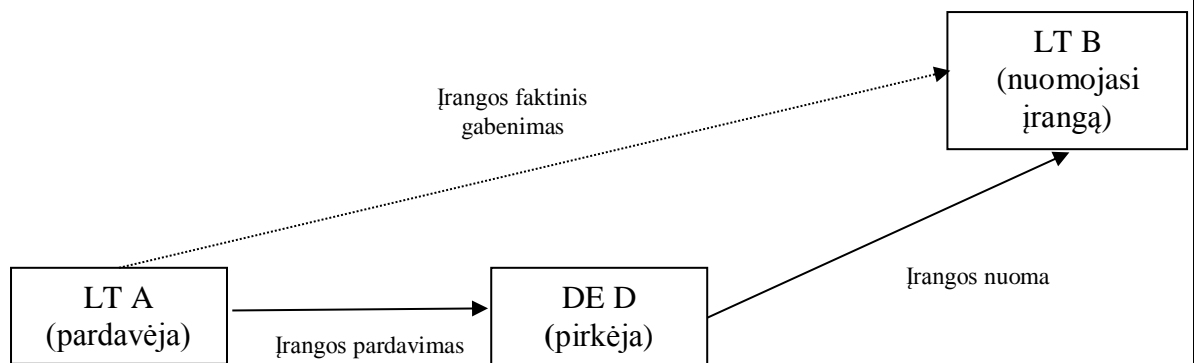 LT B
(nuomojasi
įrangą)
Įrangos faktinis
gabenimas
Įrangos nuoma
LT A
(pardavėja)
DE D
(pirkėja)
Įrangos pardavimas